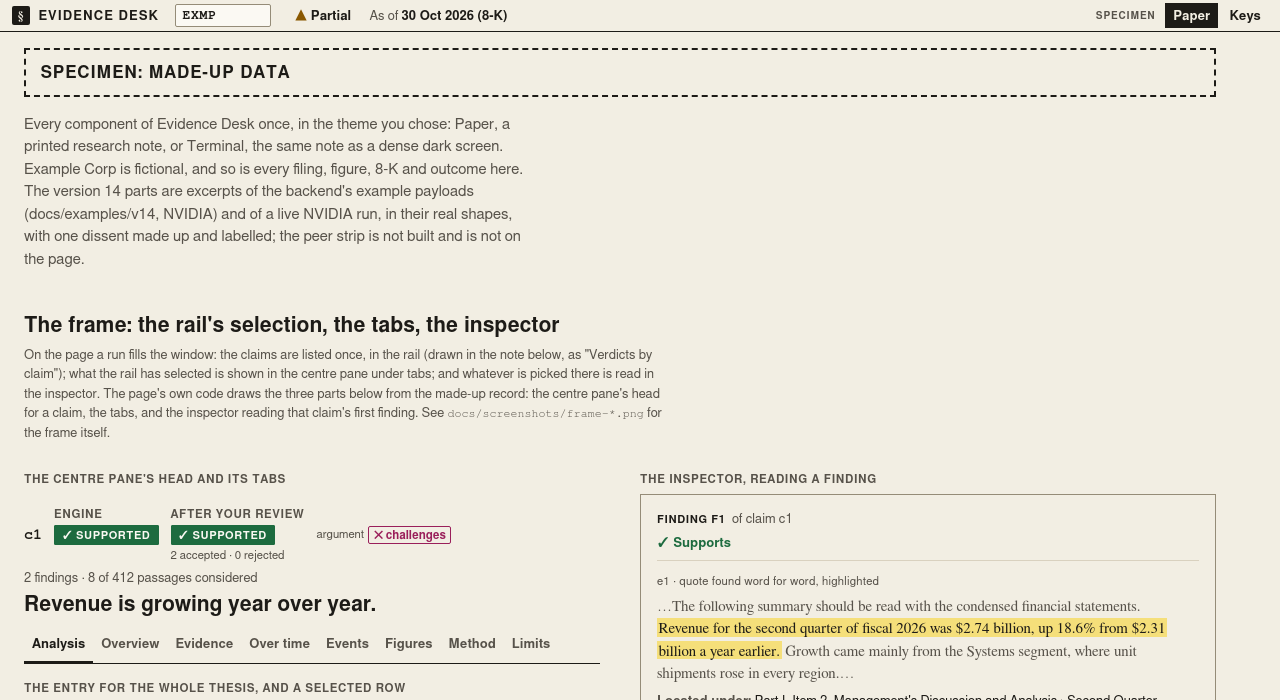 § EVIDENCE DESK EXMP ▲ Partial As of 30 Oct 2026 (8-K) SPECIMEN Paper Keys
SPECIMEN: MADE-UP DATA
Every component of Evidence Desk once, in the theme you chose: Paper, a
printed research note, or Terminal, the same note as a dense dark screen.
Example Corp is fictional, and so is every filing, figure, 8-K and outcome here.
The version 14 parts are excerpts of the backend's example payloads
(docs/examples/v14, NVIDIA) and of a live NVIDIA run, in their real shapes,
with one dissent made up and labelled; the peer strip is not built and is not on
the page.
The frame: the rail's selection, the tabs, the inspector
On the page a run fills the window: the claims are listed once, in the rail (drawn in the note below, as "Verdicts by
claim"); what the rail has selected is shown in the centre pane under tabs; and whatever is picked there is read in
the inspector. The page's own code draws the three parts below from the made-up record: the centre pane's head
for a claim, the tabs, and the inspector reading that claim's first finding. See docs/screenshots/frame-*.png for
the frame itself.
THE CENTRE PANE'S HEAD AND ITS TABS
ENGINE AFTER YOUR REVIEW
c1 ✓ SUPPORTED ✓ SUPPORTED argument ✕ challenges
2 accepted · 0 rejected
2 findings · 8 of 412 passages considered
Revenue is growing year over year.
Analysis Overview Evidence Over time Events Figures Method Limits
THE ENTRY FOR THE WHOLE THESIS, AND A SELECTED ROW
THE INSPECTOR, READING A FINDING
FINDING F1 of claim c1
✓ Supports
e1 · quote found word for word, highlighted
…The following summary should be read with the condensed financial statements.
Revenue for the second quarter of fiscal 2026 was $2.74 billion, up 18.6% from $2.31
billion a year earlier. Growth came mainly from the Systems segment, where unit
shipments rose in every region.…
Located under: Part I, Item 2. Management's Discussion and Analysis · Second Quarter